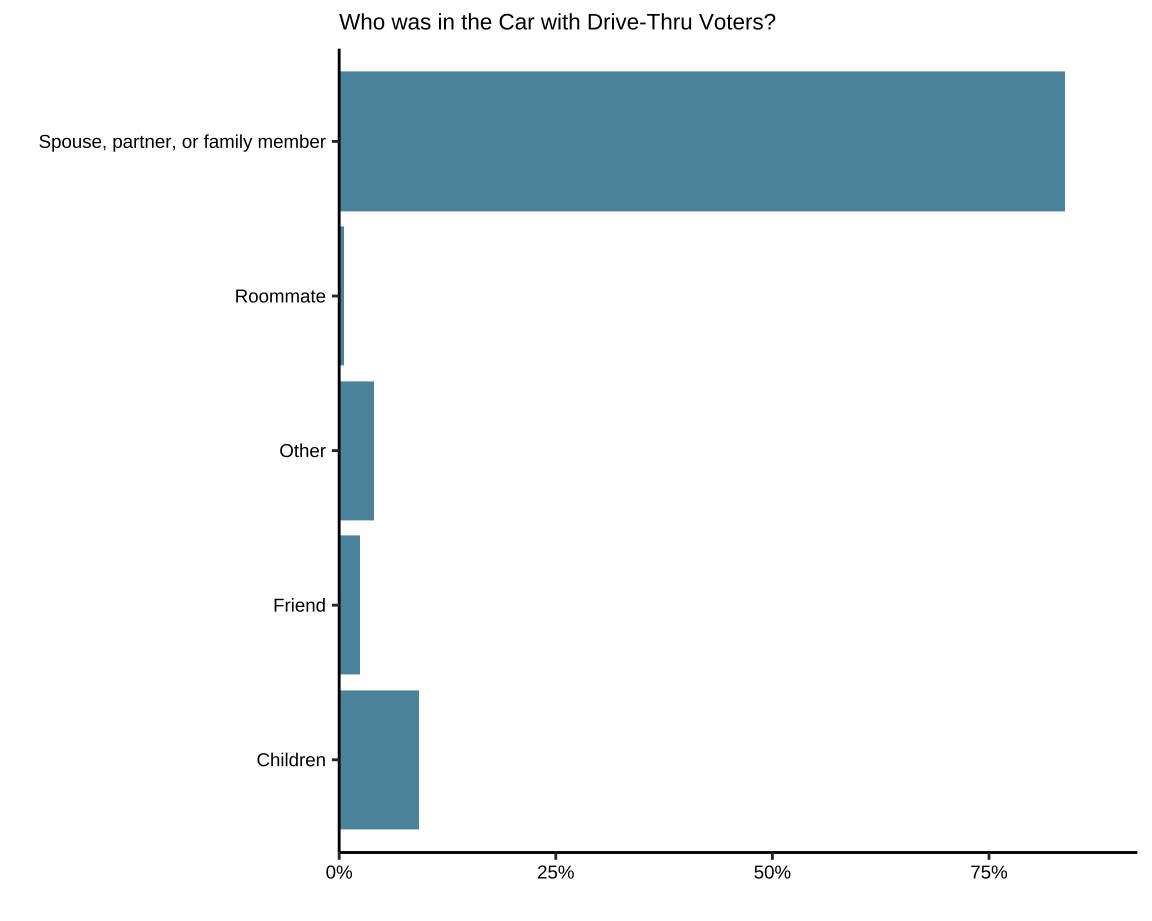 Who was in the Car with Drive-Thru Voters?
Spouse, partner, or family member
Roommate
Other
Friend
Children
0% 25% 50% 75%